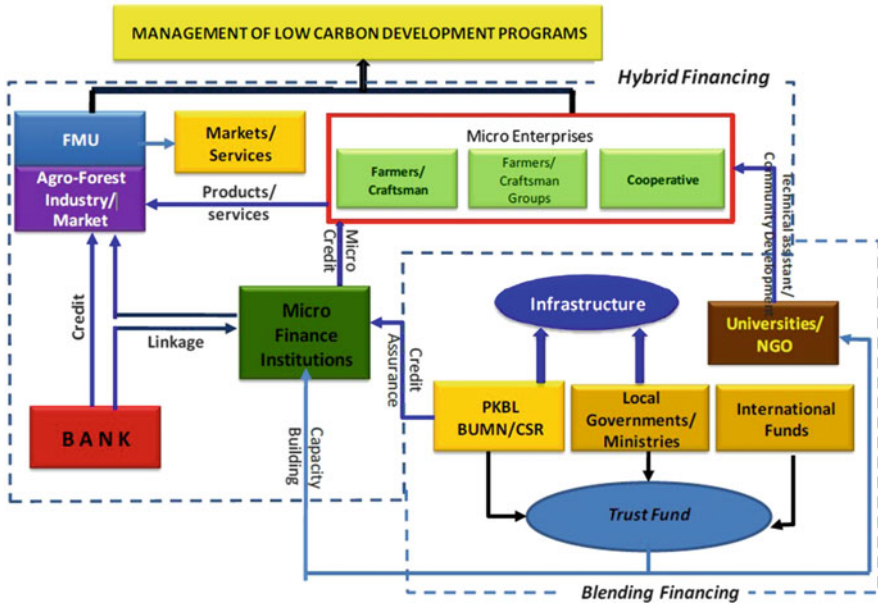 MANAGEMENT OF LOW CARBON DEVELOPMENT PROGRAMS
Hybrid Financing
FMU
Markets/
Services
Agro-Forest
Industry/
Market
Products/
services
Micro Enterprises
Farmers/
Craftsman
Farmers/
Craftsman
Groups
Cooperative
Technical assistant/
Community Development
Micro
Credit
Credit
Linkage
Micro
Finance
Institutions
Credit
Assurance
Infrastructure
Universities/
NGO
BANK
Capacity
Building
PKBL
BUMN/CSR
Local
Governments/
Ministries
International
Funds
Trust Fund
Blending Financing